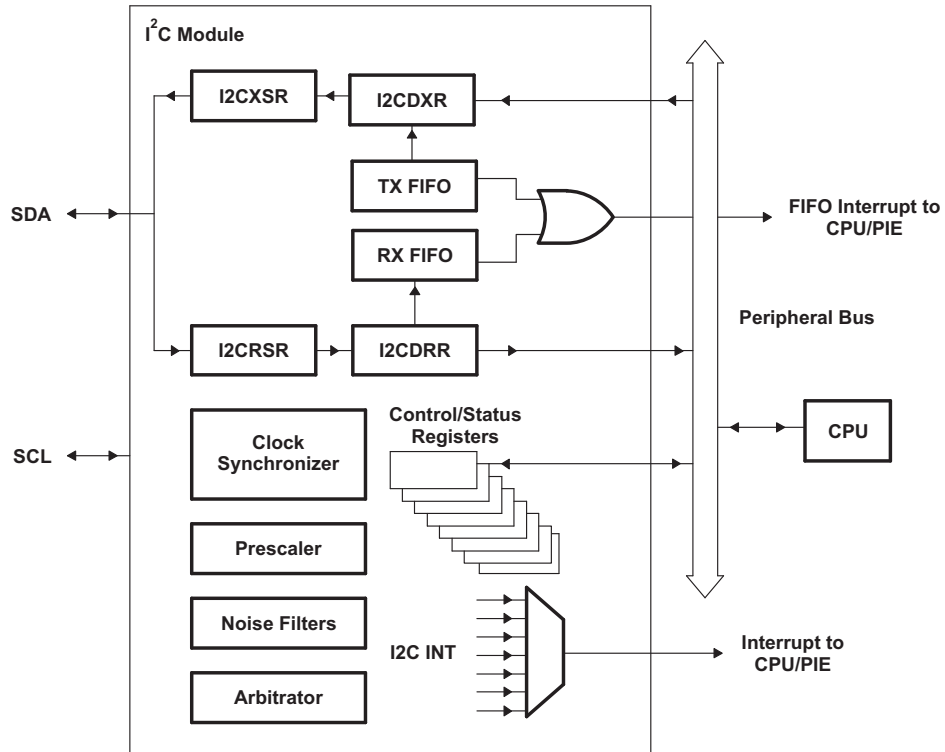 I²C Module
I2CXSR
I2CDXR
TX FIFO
RX FIFO
I2CRSR
I2CDRR
SDA
SCL
FIFO Interrupt to
CPU/PIE
Peripheral Bus
CPU
Clock
Synchronizer
Control/Status
Registers
Prescaler
Noise Filters
I2C INT
Arbitrator
Interrupt to
CPU/PIE